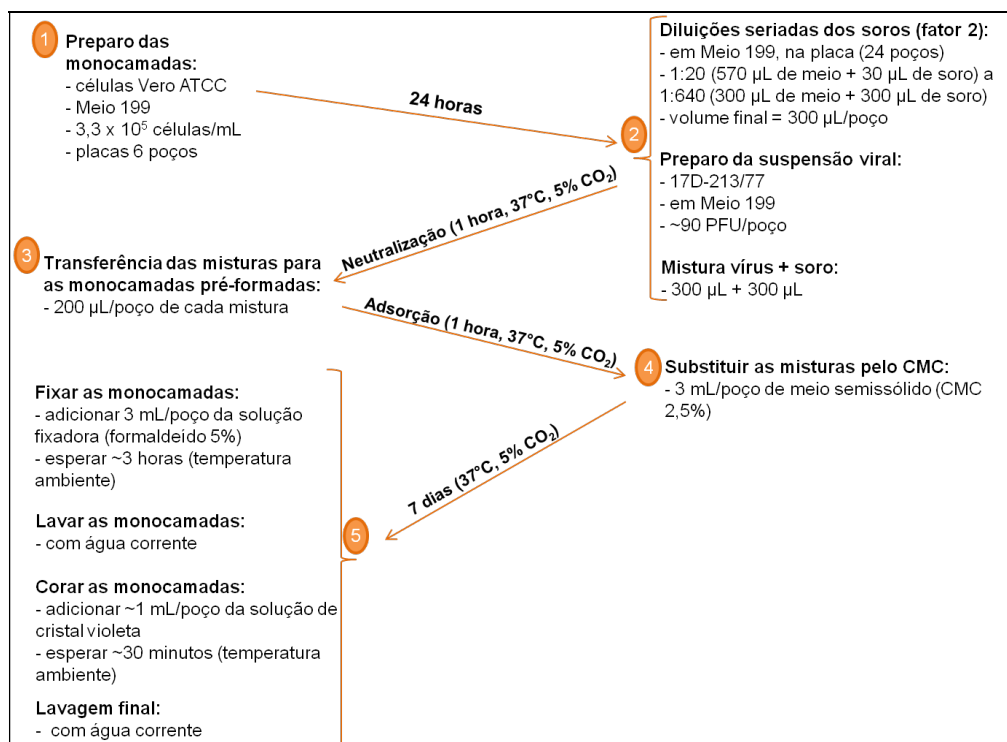 1
Preparo das
monocamadas:
- células Vero ATCC
- Meio 199
- 3,3 x 10⁵ células/mL
- placas 6 poços
24 horas
2
Diluições seriadas dos soros (fator 2):
- em Meio 199, na placa (24 poços)
- 1:20 (570 µL de meio + 30 µL de soro) a
1:640 (300 µL de meio + 300 µL de soro)
- volume final = 300 µL/poço
Preparo da suspensão viral:
- 17D-213/77
- em Meio 199
- ~90 PFU/poço
Mistura vírus + soro:
- 300 µL + 300 µL
Neutralização (1 hora, 37°C, 5% CO₂)
3
Transferência das misturas para
as monocamadas pré-formadas:
- 200 µL/poço de cada mistura
Adsorção (1 hora, 37°C, 5% CO₂)
4
Substituir as misturas pelo CMC:
- 3 mL/poço de meio semissólido (CMC
2,5%)
7 dias (37°C, 5% CO₂)
5
Fixar as monocamadas:
- adicionar 3 mL/poço da solução
fixadora (formaldeído 5%)
- esperar ~3 horas (temperatura
ambiente)
Lavar as monocamadas:
- com água corrente
Corar as monocamadas:
- adicionar ~1 mL/poço da solução de
cristal violeta
- esperar ~30 minutos (temperatura
ambiente)
Lavagem final:
- com água corrente